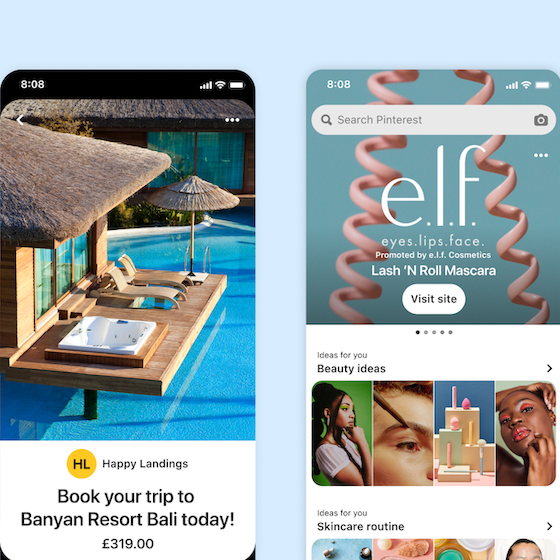 8:08
HL
Happy Landings
Book your trip to
Banyan Resort Bali today!
£319.00
8:08
Search Pinterest
e.l.f.
eyes.lips.face.
Promoted by e.l.f. Cosmetics
Lash ’N Roll Mascara
Visit site
Ideas for you
Beauty ideas
Ideas for you
Skincare routine